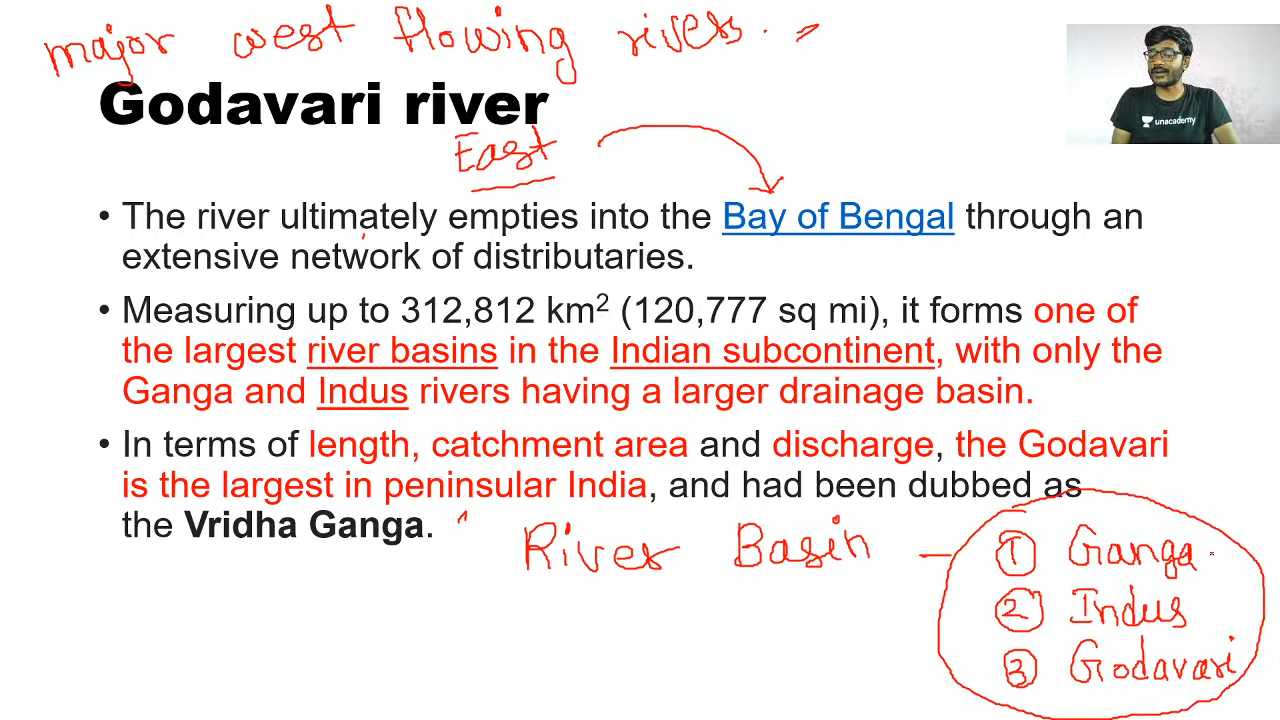 major west flowing rivers.
Godavari river
East
unacademy
• The river ultimately empties into the Bay of Bengal through an
extensive network of distributaries.
• Measuring up to 312,812 km² (120,777 sq mi), it forms one of
the largest river basins in the Indian subcontinent, with only the
Ganga and Indus rivers having a larger drainage basin.
• In terms of length, catchment area and discharge, the Godavari
is the largest in peninsular India, and had been dubbed as
the Vridha Ganga.
River Basin – ① Ganga
② Indus
③ Godavari